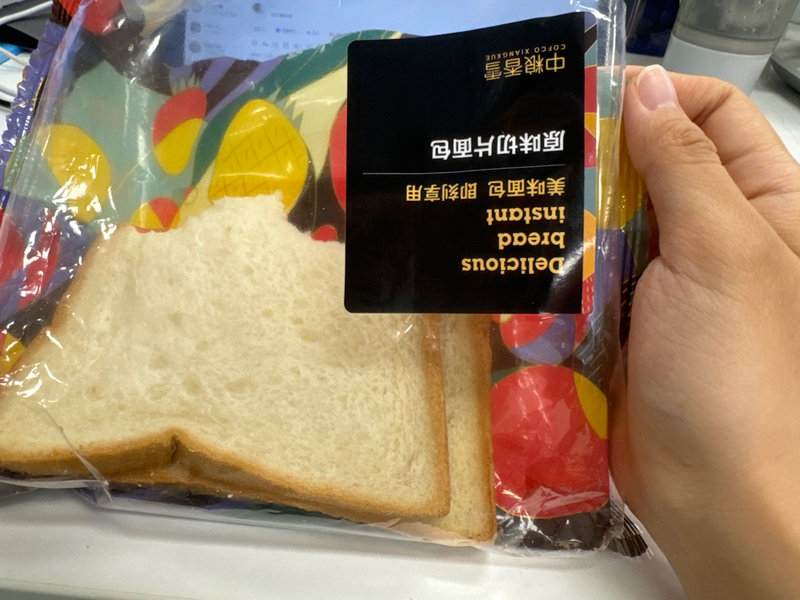 中粮香雪
COFCO XIANGXUE
原味切片面包
美味面包 即刻享用
Delicious
bread
instant